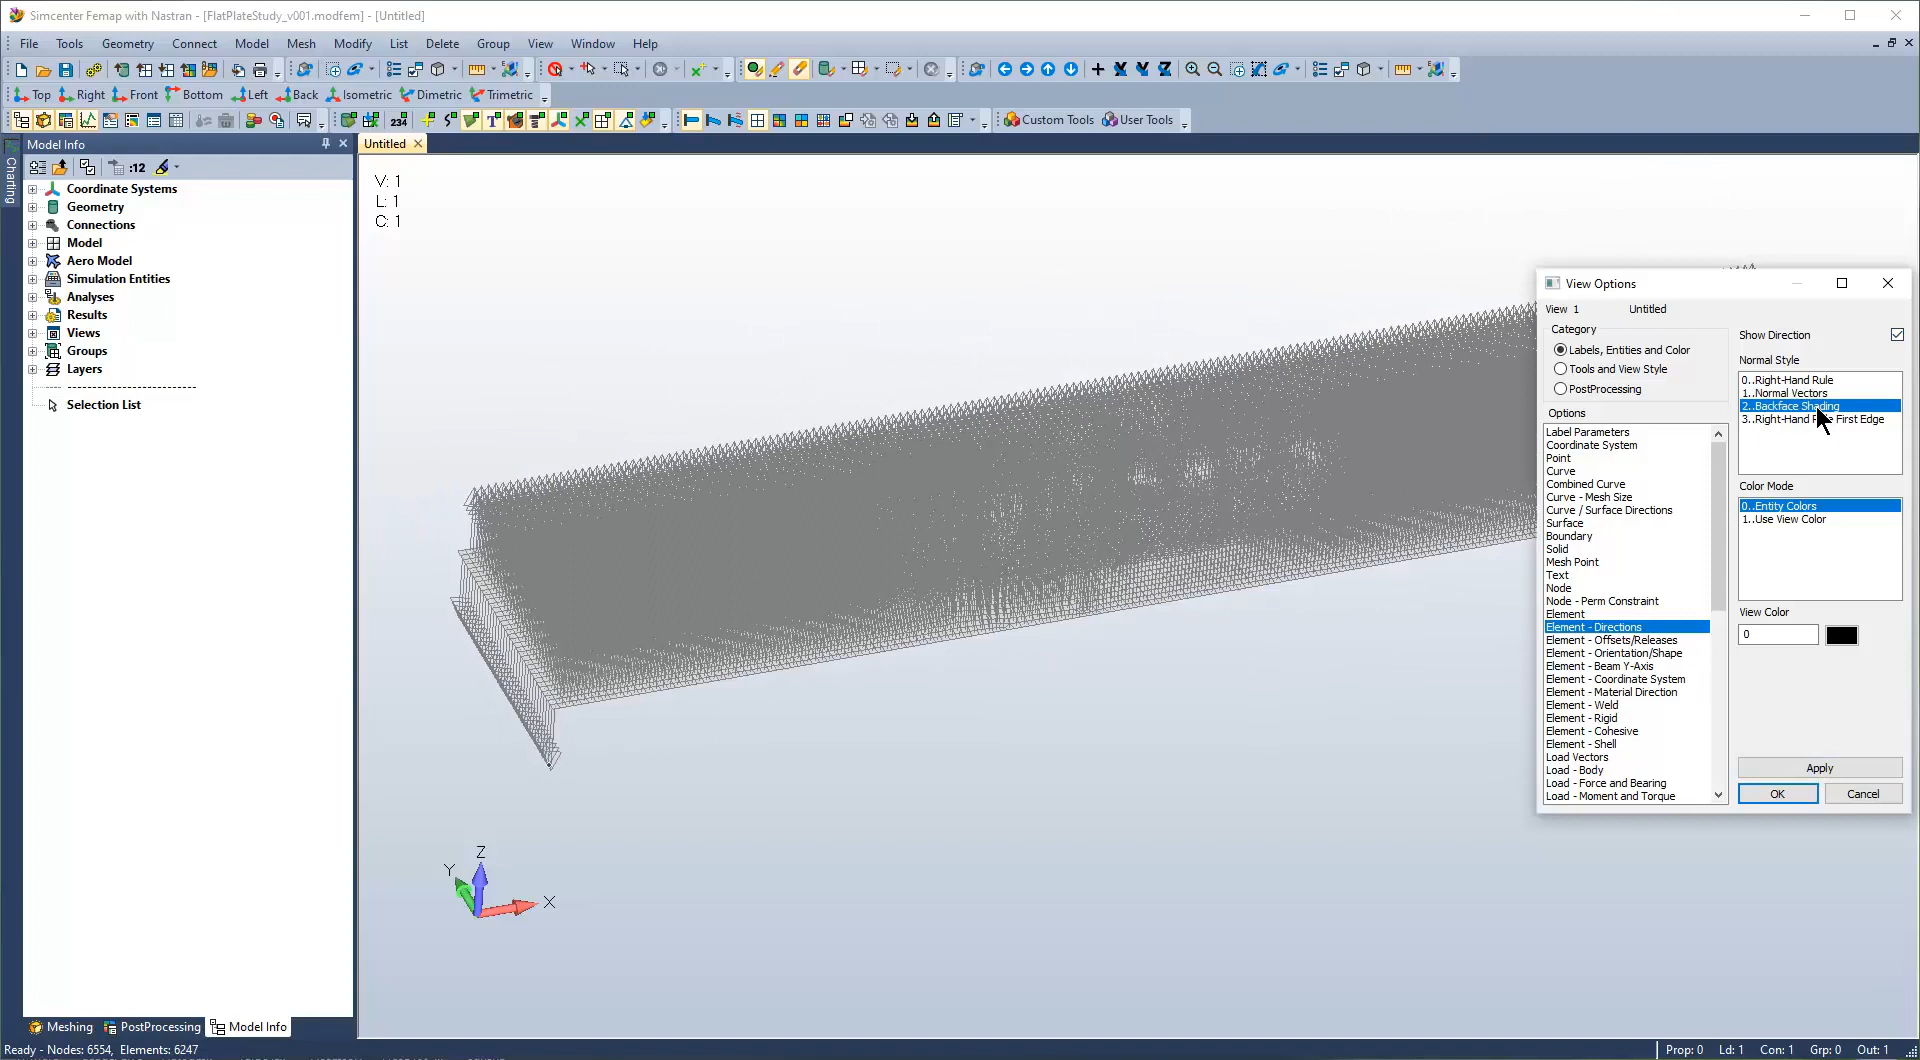 Simcenter Femap with Nastran - [FlatPlateStudy_v001.modfem] - [Untitled]
File Tools Geometry Connect Model Mesh Modify List Delete Group View Window Help
Top Right Front Bottom Left Back Isometric Dimetric Trimetric
234 Custom Tools User Tools
Charting
Model Info
:12
Coordinate Systems
Geometry
Connections
Model
Aero Model
Simulation Entities
Analyses
Results
Views
Groups
Layers
Selection List
Meshing PostProcessing Model Info
Untitled
V: 1
L: 1
C: 1
Z
Y
X
View Options
View 1 Untitled
Category
Labels, Entities and Color
Tools and View Style
PostProcessing
Options
Label Parameters
Coordinate System
Point
Curve
Combined Curve
Curve - Mesh Size
Curve / Surface Directions
Surface
Boundary
Solid
Mesh Point
Text
Node
Node - Perm Constraint
Element
Element - Directions
Element - Offsets/Releases
Element - Orientation/Shape
Element - Beam Y-Axis
Element - Coordinate System
Element - Material Direction
Element - Weld
Element - Rigid
Element - Cohesive
Element - Shell
Load Vectors
Load - Body
Load - Force and Bearing
Load - Moment and Torque
Show Direction
Normal Style
0..Right-Hand Rule
1..Normal Vectors
2..Backface Shading
3..Right-Hand First Edge
Color Mode
0..Entity Colors
1..Use View Color
View Color
0
Apply
OK Cancel
Ready - Nodes: 6554, Elements: 6247
Prop: 0 Ld: 1 Con: 1 Grp: 0 Out: 1